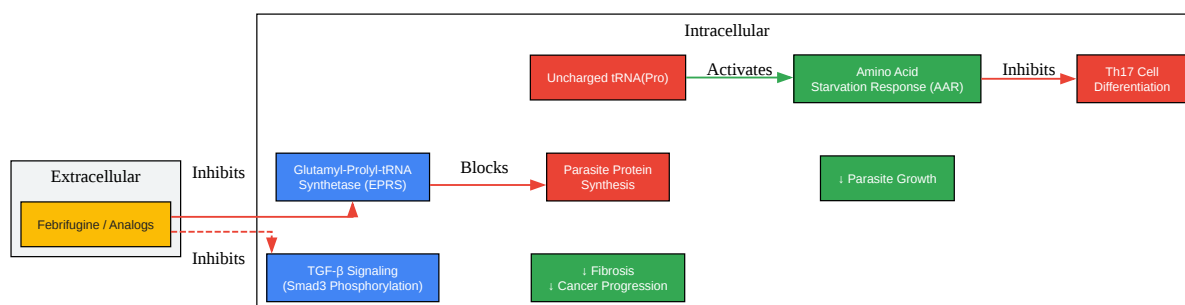 Intracellular
Uncharged tRNA(Pro)
Activates
Amino Acid
Starvation Response (AAR)
Inhibits
Th17 Cell
Differentiation
Extracellular
Febrifugine / Analogs
Inhibits
Glutamyl-Prolyl-tRNA
Synthetase (EPRS)
Blocks
Parasite Protein
Synthesis
↓ Parasite Growth
Inhibits
TGF-β Signaling
(Smad3 Phosphorylation)
↓ Fibrosis
↓ Cancer Progression